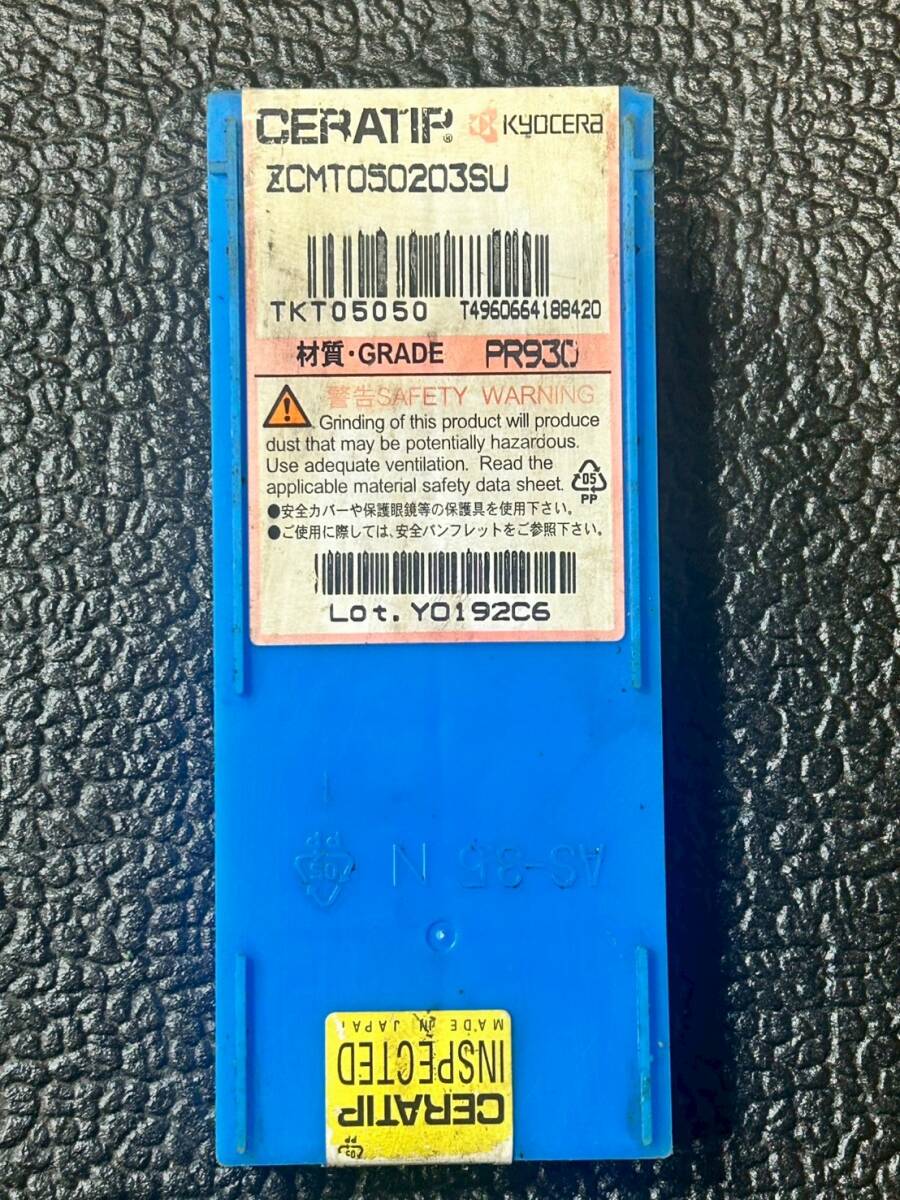 CERATIP® KYOCERA
ZCMT050203SU
TKT05050 T4960664188420
材質・GRADE PR930
警告SAFETY WARNING
Grinding of this product will produce
dust that may be potentially hazardous.
Use adequate ventilation. Read the
applicable material safety data sheet.
05
PP
●安全カバーや保護眼鏡等の保護具を使用下さい。
●ご使用に際しては、安全パンフレットをご参照下さい。
Lot. Y0192C6
AS-35 N
05
PP
CERATIP
INSPECTED
MADE IN JAPAN
05
PP